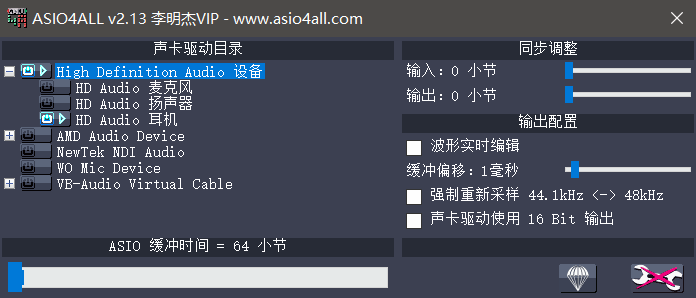 ASIO4ALL v2.13 李明杰VIP - www.asio4all.com
声卡驱动目录
High Definition Audio 设备
HD Audio 麦克风
HD Audio 扬声器
HD Audio 耳机
AMD Audio Device
NewTek NDI Audio
WO Mic Device
VB-Audio Virtual Cable
ASIO 缓冲时间 = 64 小节
同步调整
输入: 0 小节
输出: 0 小节
输出配置
波形实时编辑
缓冲偏移: 1毫秒
强制重新采样 44.1kHz <-> 48kHz
声卡驱动使用 16 Bit 输出